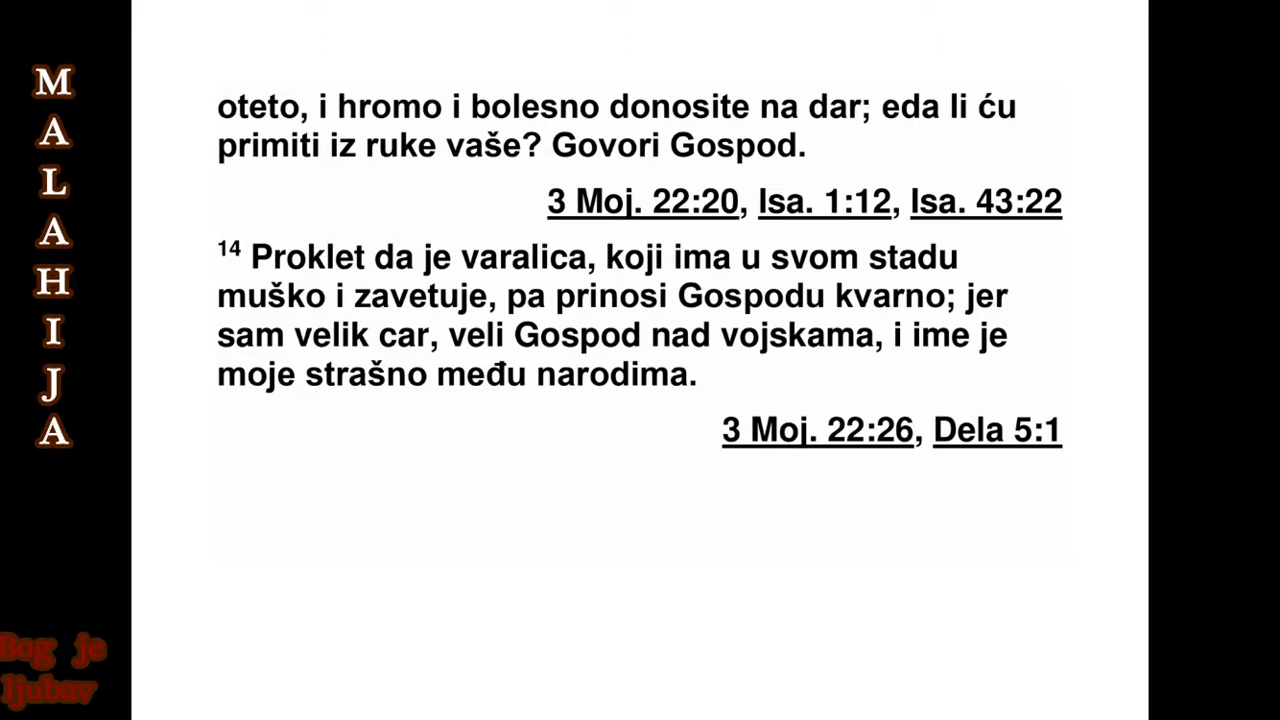 MALAHIJA
oteto, i hromo i bolesno donosite na dar; eda li ću
primiti iz ruke vaše? Govori Gospod.
3 Moj. 22:20, Isa. 1:12, Isa. 43:22
14 Proklet da je varalica, koji ima u svom stadu
muško i zavetuje, pa prinosi Gospodu kvarno; jer
sam velik car, veli Gospod nad vojskama, i ime je
moje strašno među narodima.
3 Moj. 22:26, Dela 5:1
Bog je
ljubav